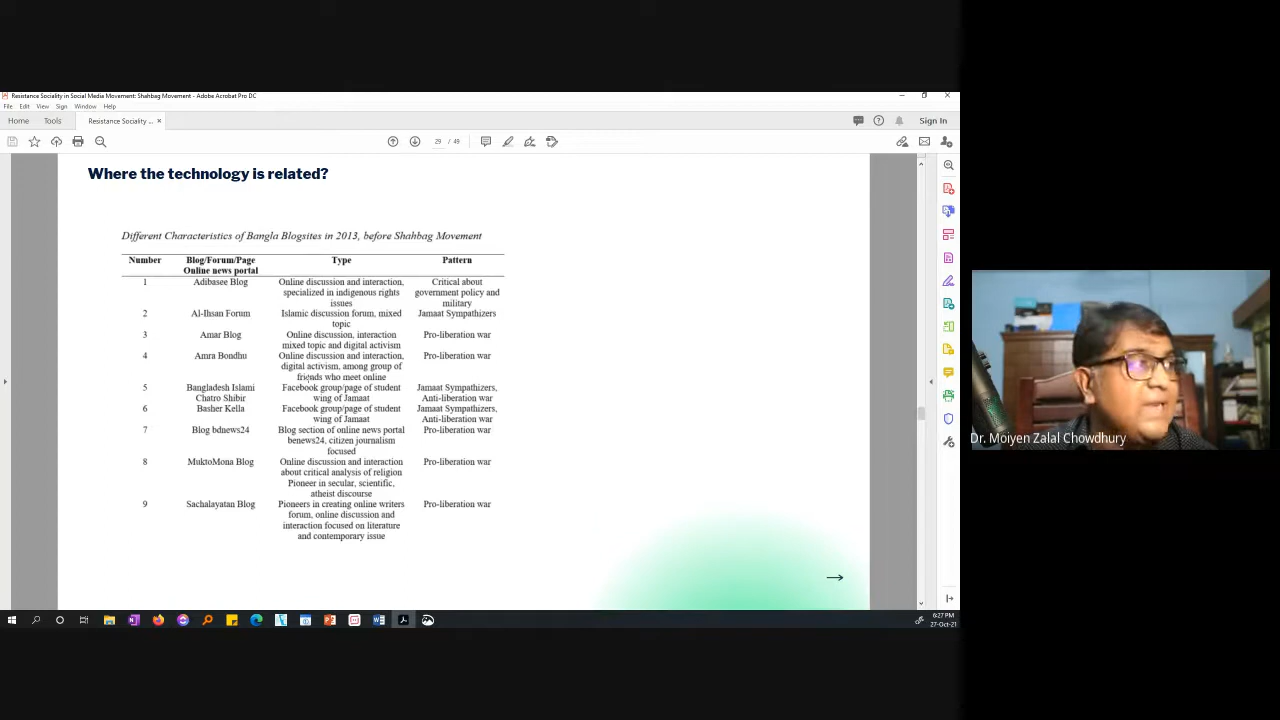 Resistance Sociality in Social Media Movement: Shahbag Movement - Adobe Acrobat Pro DC
File Edit View Sign Window Help
Home Tools Resistance Sociality ... × Sign In
29 / 49
Where the technology is related?
Different Characteristics of Bangla Blogsites in 2013, before Shahbag Movement
Number Blog/Forum/Page Type Pattern
Online news portal
1 Adibasee Blog Online discussion and interaction, Critical about
specialized in indigenous rights government policy and
issues military
2 Al-Ihsan Forum Islamic discussion forum, mixed Jamaat Sympathizers
topic
3 Amar Blog Online discussion, interaction Pro-liberation war
mixed topic and digital activism
4 Amra Bondhu Online discussion and interaction, Pro-liberation war
digital activism, among group of
friends who meet online
5 Bangladesh Islami Facebook group/page of student Jamaat Sympathizers,
Chatro Shibir wing of Jamaat Anti-liberation war
6 Basher Kella Facebook group/page of student Jamaat Sympathizers,
wing of Jamaat Anti-liberation war
7 Blog bdnews24 Blog section of online news portal Pro-liberation war
benews24, citizen journalism
focused
8 MuktoMona Blog Online discussion and interaction Pro-liberation war
about critical analysis of religion
Pioneer in secular, scientific,
atheist discourse
9 Sachalayatan Blog Pioneers in creating online writers Pro-liberation war
forum, online discussion and
interaction focused on literature
and contemporary issue
Dr. Moiyen Zalal Chowdhury
6:27 PM
27-Oct-21